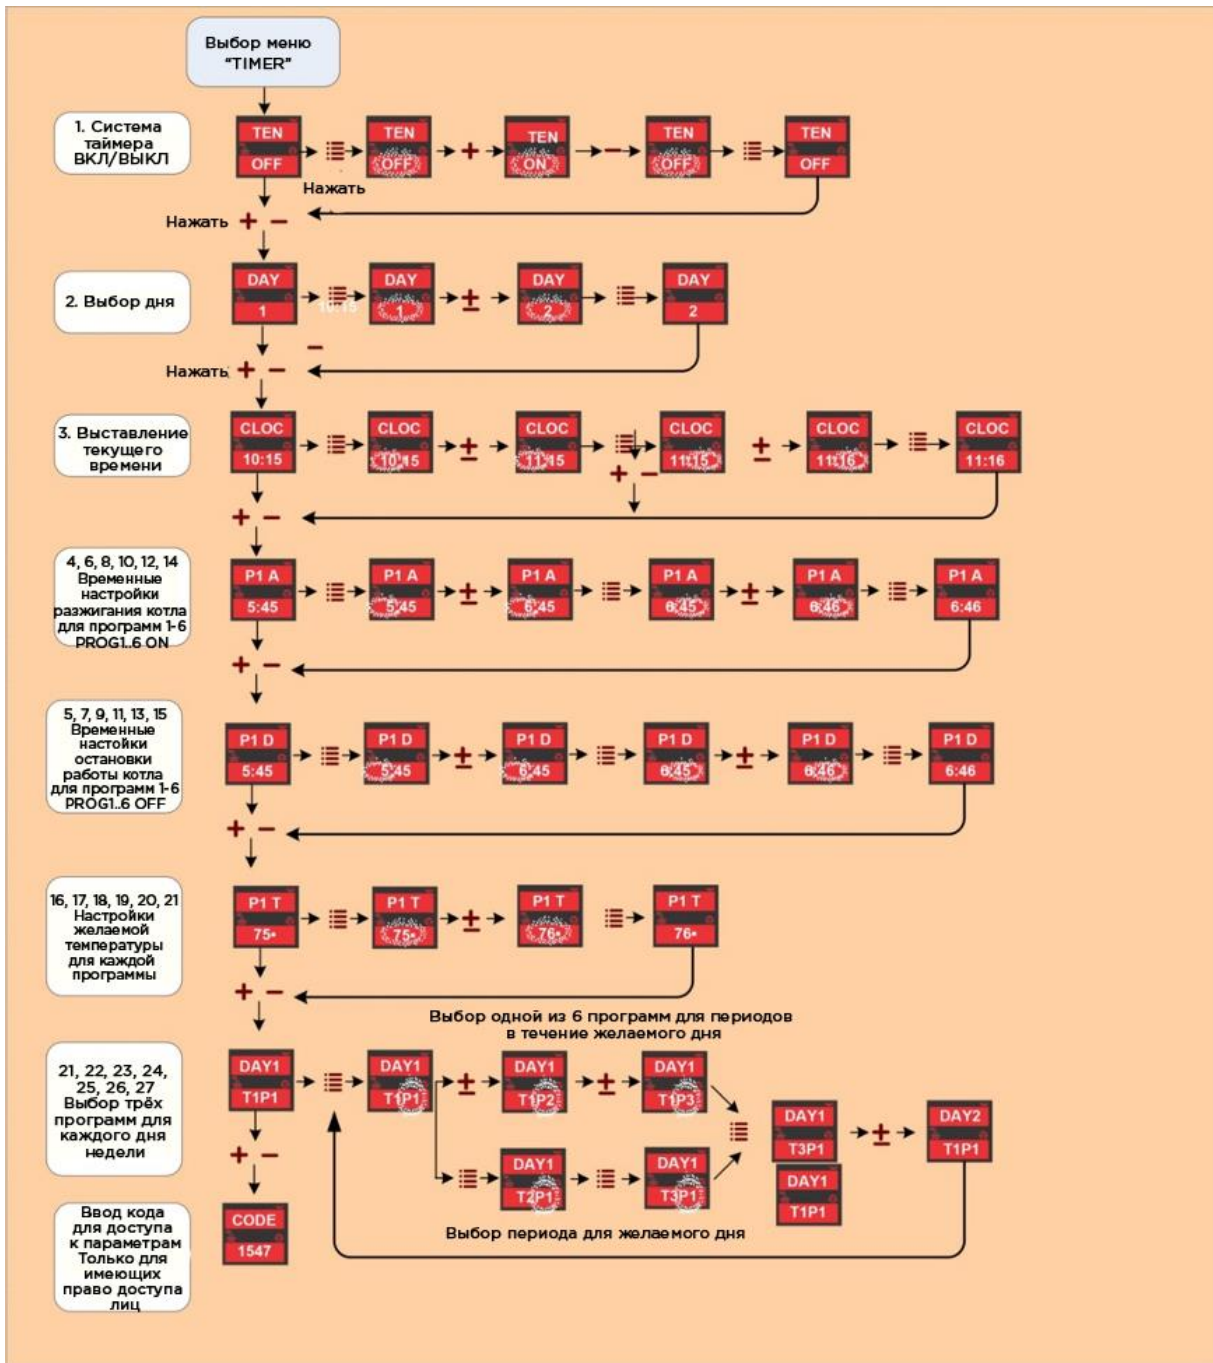 Выбор меню
“TIMER”
1. Система
таймера
ВКЛ/ВЫКЛ
TEN
OFF
TEN
OFF
+
TEN
ON
−
TEN
OFF
TEN
OFF
Нажать
Нажать + −
2. Выбор дня
DAY
1
10:15
DAY
1
±
DAY
2
DAY
2
−
Нажать + −
3. Выставление
текущего
времени
CLOC
10:15
CLOC
10:15
±
CLOC
11:15
CLOC
11:15
±
CLOC
11:16
CLOC
11:16
+ −
+ −
4, 6, 8, 10, 12, 14
Временные
настройки
разжигания котла
для программ 1-6
PROG1..6 ON
P1 A
5:45
P1 A
5:45
±
P1 A
6:45
P1 A
6:45
±
P1 A
6:46
P1 A
6:46
+ −
5, 7, 9, 11, 13, 15
Временные
настойки
остановки
работы котла
для программ 1-6
PROG1..6 OFF
P1 D
5:45
P1 D
5:45
±
P1 D
6:45
P1 D
6:45
±
P1 D
6:46
P1 D
6:46
+ −
16, 17, 18, 19, 20, 21
Настройки
желаемой
температуры
для каждой
программы
P1 T
75•
P1 T
75•
±
P1 T
76•
P1 T
76•
+ −
Выбор одной из 6 программ для периодов
в течение желаемого дня
21, 22, 23, 24,
25, 26, 27
Выбор трёх
программ для
каждого дня
недели
DAY1
T1P1
DAY1
T1P1
±
DAY1
T1P2
±
DAY1
T1P3
DAY1
T2P1
DAY1
T3P1
DAY1
T3P1
±
DAY2
T1P1
DAY1
T1P1
+ −
Выбор периода для желаемого дня
Ввод кода
для доступа
к параметрам
Только для
имеющих
право доступа
лиц
CODE
1547